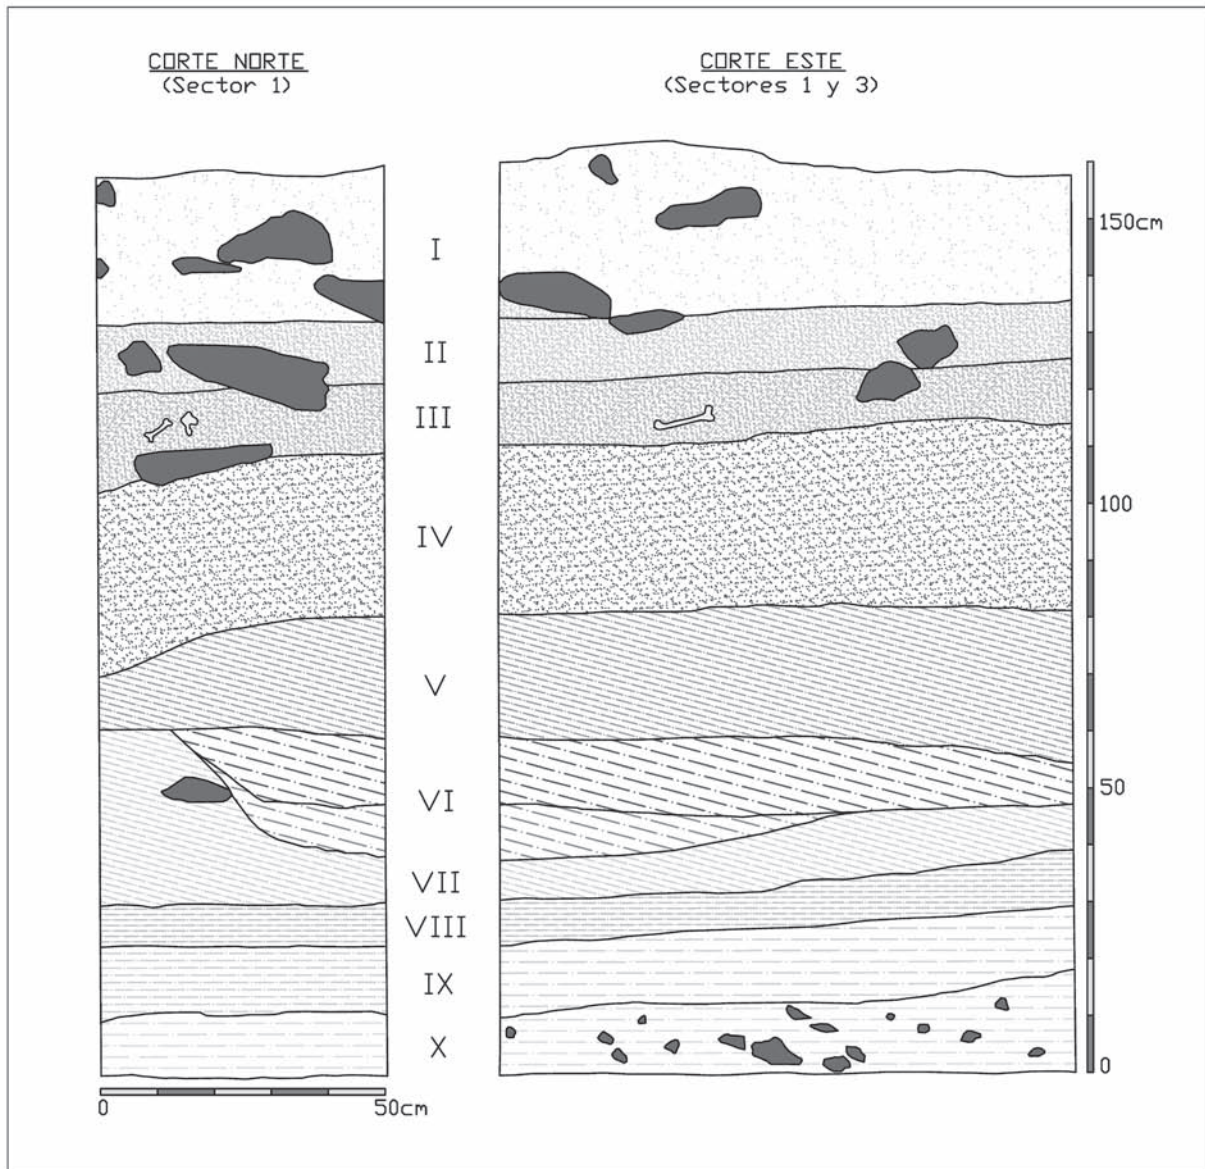 CORTE NORTE
(Sector 1)
CORTE ESTE
(Sectores 1 y 3)
I
II
III
IV
V
VI
VII
VIII
IX
X
150cm
100
50
0
0 50cm